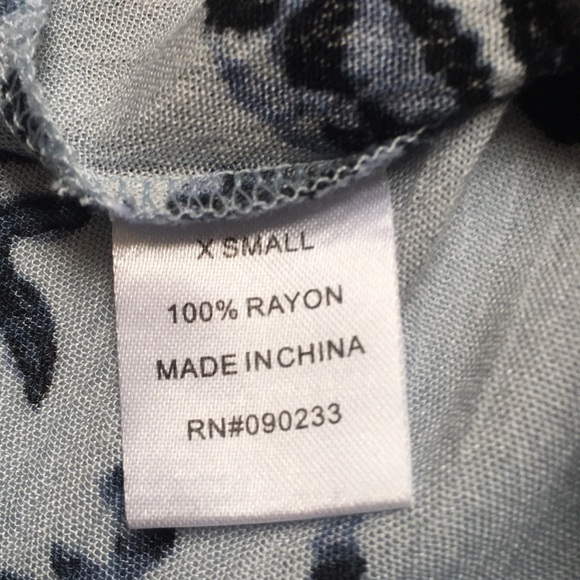 X SMALL
100% RAYON
MADE IN CHINA
RN#090233